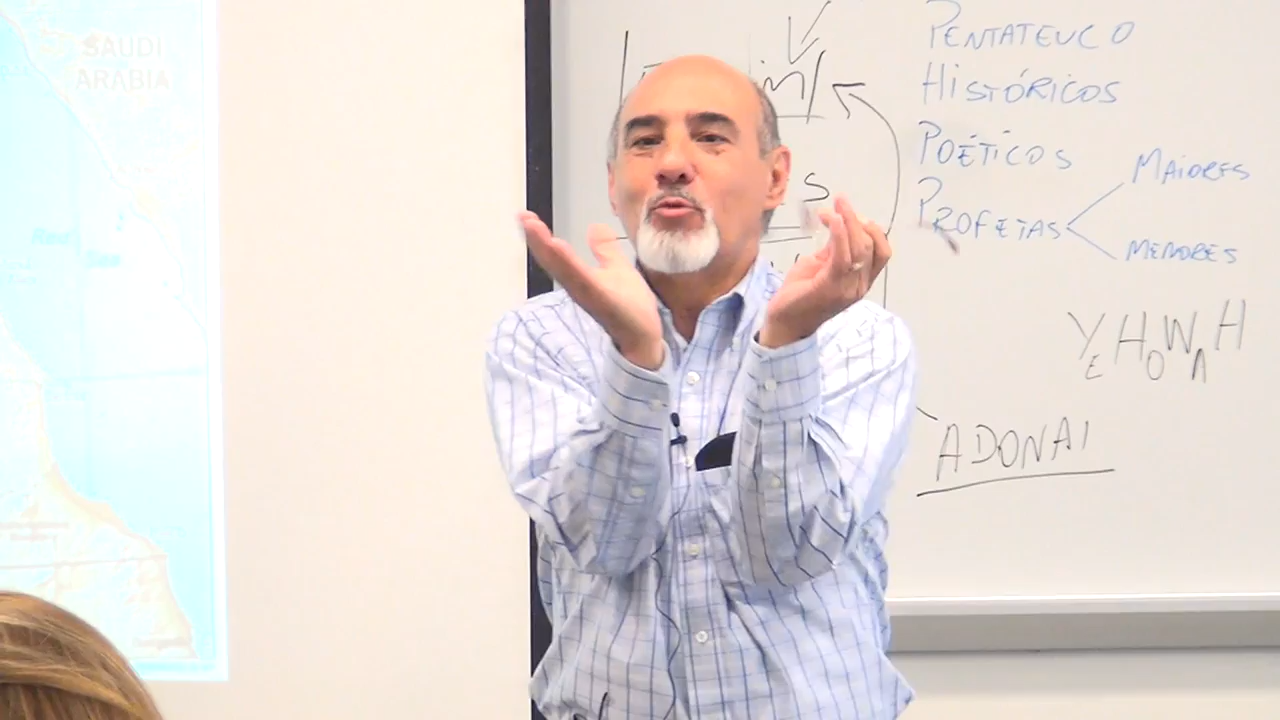 SAUDI
ARABIA
PENTATEUCO
HISTÓRICOS
POÉTICOS
PROFETAS
MAIORES
MENORES
S
YEHOWAH
ADONAI